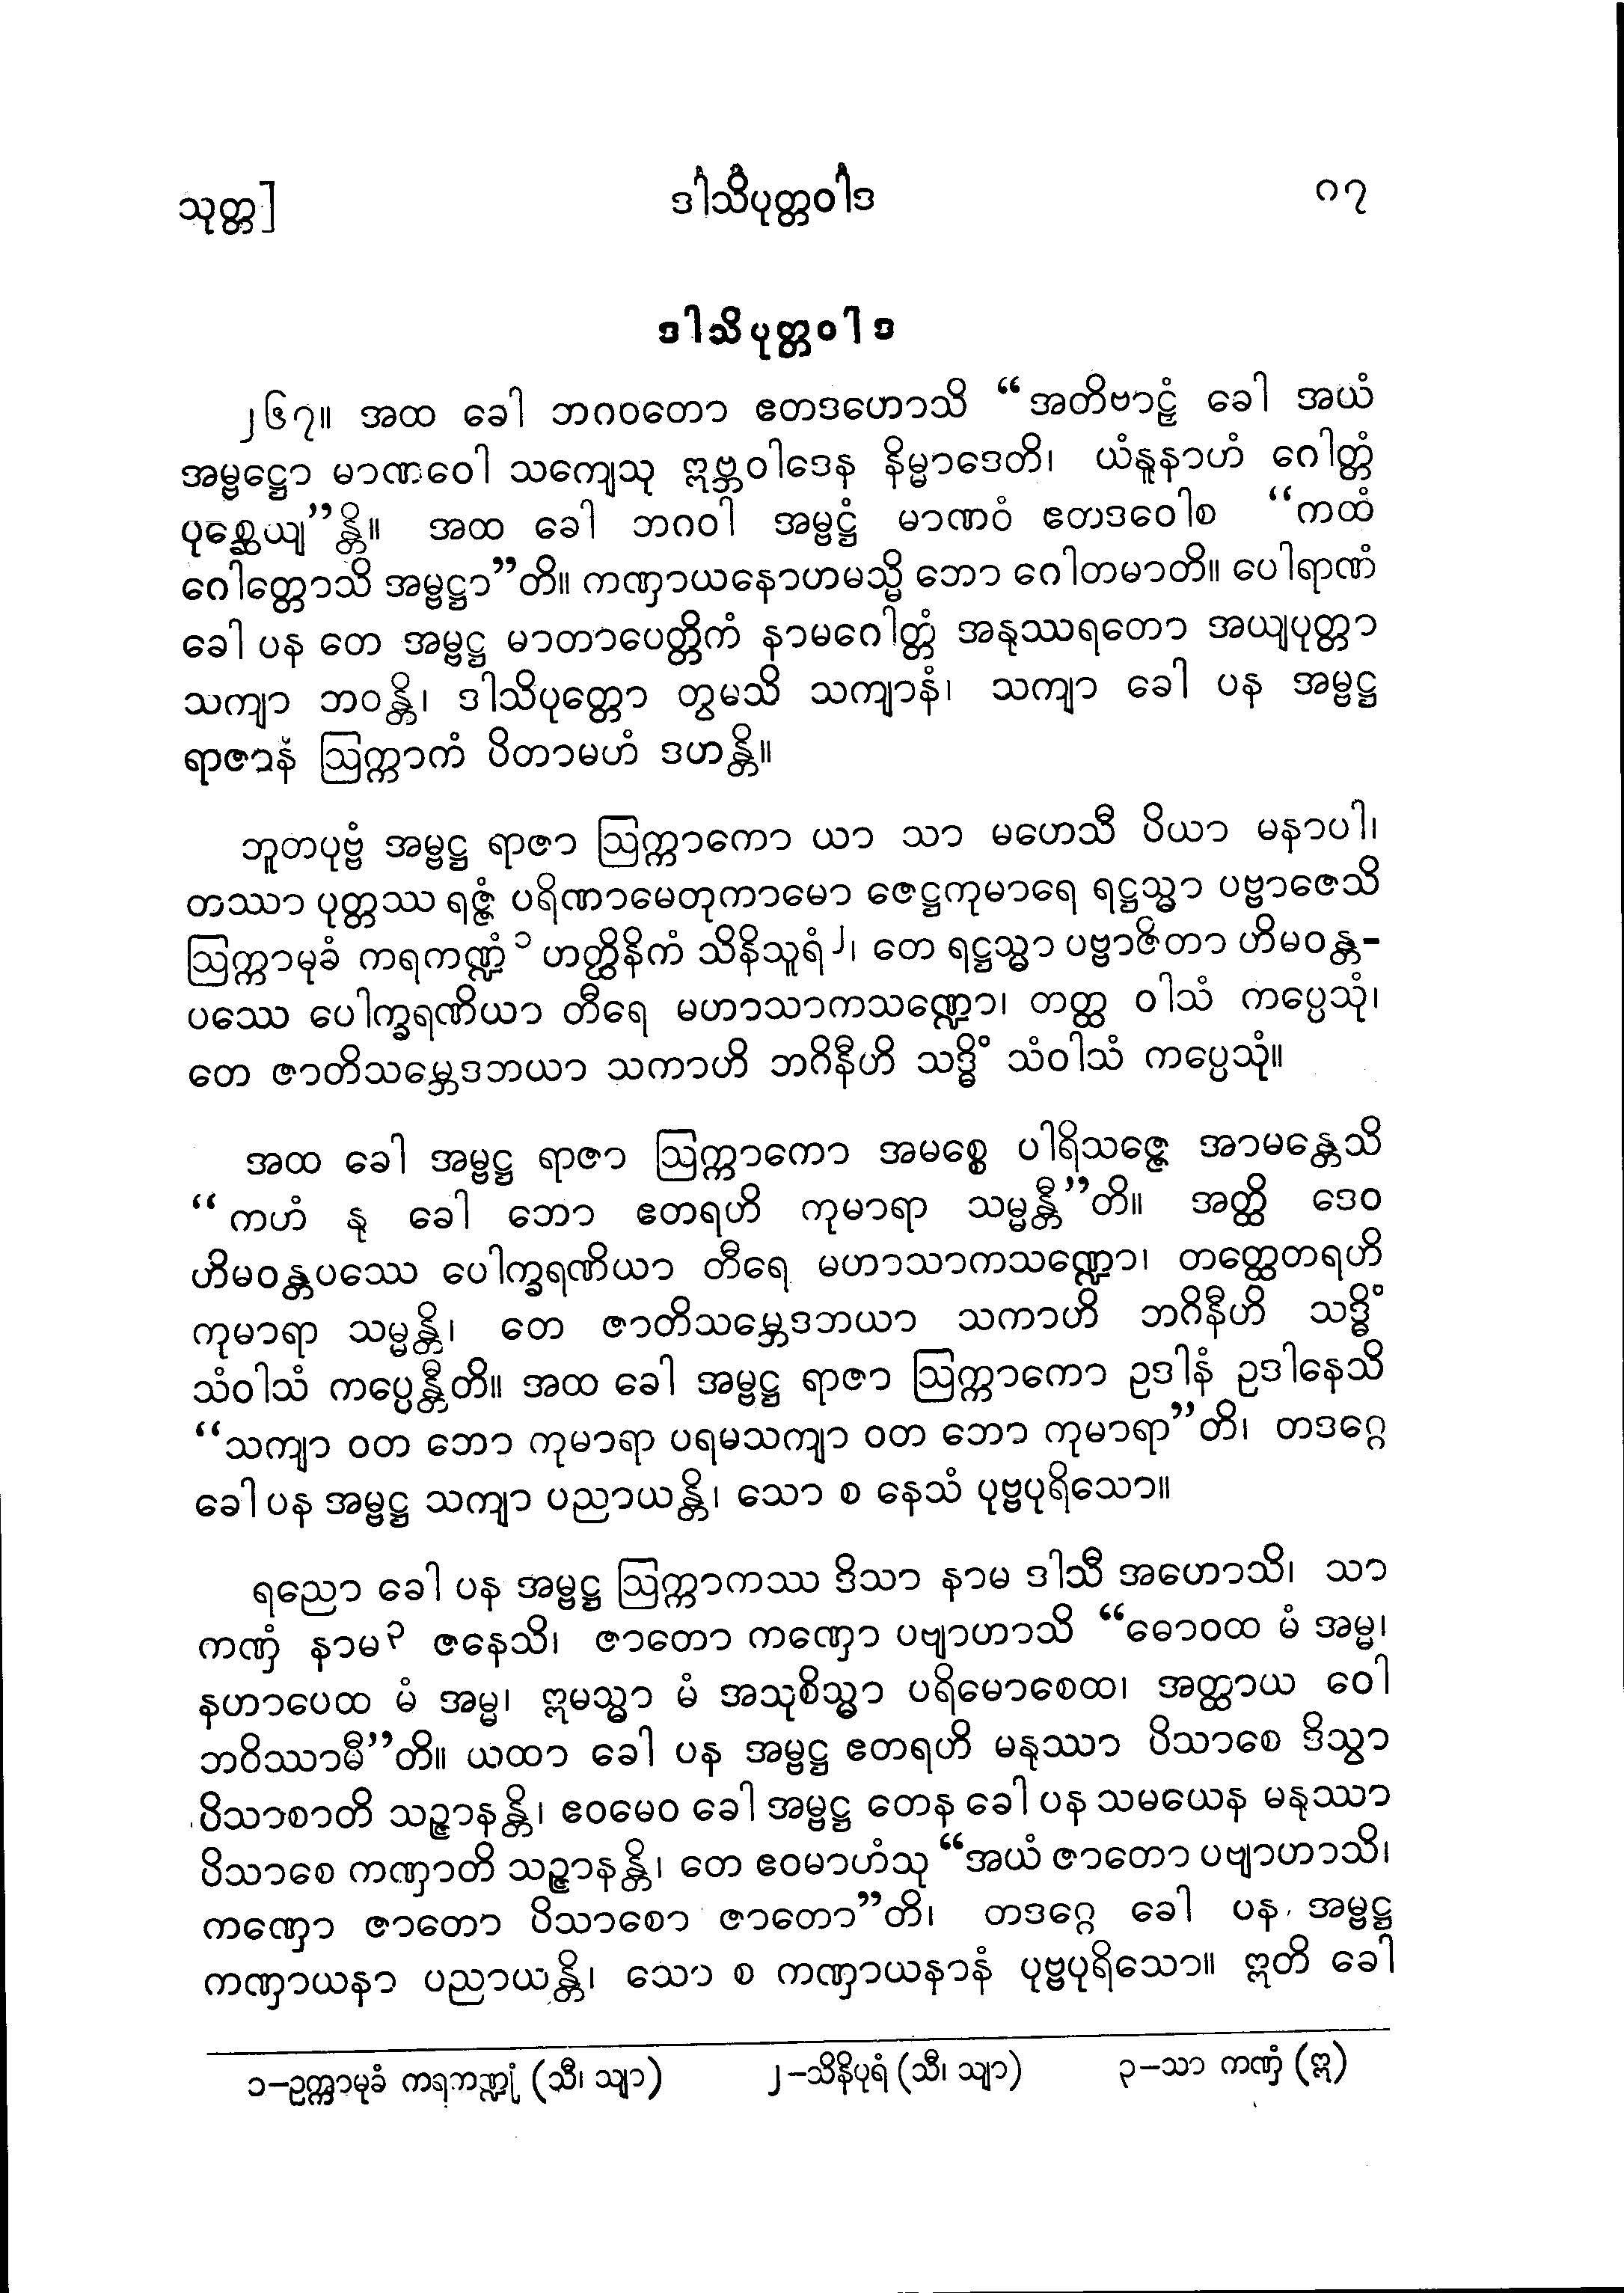 သုတ္တ]
ဒါသိပုတ္တဝါဒ
၈၇
ဒါသိပုတ္တဝါဒ
၂၆၇။ အထ ခေါ ဘဂဝတော ဧတဒဟောသိ “အတိဗာဠှံ ခေါ အယံ
အမ္ဗဋ္ဌော မာဏဝေါ သကျေသု ဣဗ္ဘဝါဒေန နိမ္မာဒေတိ၊ ယံနူနာဟံ ဂေါတ္တံ
ပုစ္ဆေယျ”န္တိ။ အထ ခေါ ဘဂဝါ အမ္ဗဋ္ဌံ မာဏဝံ ဧတဒဝေါစ “ကထံ
ဂေါတ္တောသိ အမ္ဗဋ္ဌာ”တိ။ ကဏှာယနောဟမသ္မိ ဘော ဂေါတမာတိ။ ပေါရာဏံ
ခေါ ပန တေ အမ္ဗဋ္ဌ မာတာပေတ္တိကံ နာမဂေါတ္တံ အနုဿရတော အယျပုတ္တာ
သကျာ ဘဝန္တိ၊ ဒါသိပုတ္တော တွမသိ သကျာနံ၊ သကျာ ခေါ ပန အမ္ဗဋ္ဌ
ရာဇာနံ ဩက္ကာကံ ပိတာမဟံ ဒဟန္တိ။
ဘူတပုဗ္ဗံ အမ္ဗဋ္ဌ ရာဇာ ဩက္ကာကော ယာ သာ မဟေသီ ပိယာ မနာပါ၊
တဿာ ပုတ္တဿ ရဇ္ဇံ ပရိဏာမေတုကာမော ဇေဋ္ဌကုမာရေ ရဋ္ဌသ္မာ ပဗ္ဗာဇေသိ
ဩက္ကာမုခံ ကရကဏ္ဍံ၁ ဟတ္ထိနိကံ သိနိသူရံ၂၊ တေ ရဋ္ဌသ္မာ ပဗ္ဗာဇိတာ ဟိမဝန္တ-
ပဿေ ပေါက္ခရဏိယာ တီရေ မဟာသာကသဏ္ဍော၊ တတ္ထ ဝါသံ ကပ္ပေသုံ၊
တေ ဇာတိသမ္ဘေဒဘယာ သကာဟိ ဘဂိနီဟိ သဒ္ဓိံ သံဝါသံ ကပ္ပေသုံ။
အထ ခေါ အမ္ဗဋ္ဌ ရာဇာ ဩက္ကာကော အမစ္စေ ပါရိသဇ္ဇေ အာမန္တေသိ
“ကဟံ နု ခေါ ဘော ဧတရဟိ ကုမာရာ သမ္မန္တီ”တိ။ အတ္ထိ ဒေဝ
ဟိမဝန္တပဿေ ပေါက္ခရဏိယာ တီရေ မဟာသာကသဏ္ဍော၊ တတ္ထေတရဟိ
ကုမာရာ သမ္မန္တိ၊ တေ ဇာတိသမ္ဘေဒဘယာ သကာဟိ ဘဂိနီဟိ သဒ္ဓိံ
သံဝါသံ ကပ္ပေန္တီတိ။ အထ ခေါ အမ္ဗဋ္ဌ ရာဇာ ဩက္ကာကော ဥဒါနံ ဥဒါနေသိ
“သကျာ ဝတ ဘော ကုမာရာ ပရမသကျာ ဝတ ဘော ကုမာရာ”တိ၊ တဒဂ္ဂေ
ခေါ ပန အမ္ဗဋ္ဌ သကျာ ပညာယန္တိ၊ သော စ နေသံ ပုဗ္ဗပုရိသော။
ရညော ခေါ ပန အမ္ဗဋ္ဌ ဩက္ကာကဿ ဒိသာ နာမ ဒါသီ အဟောသိ၊ သာ
ကဏှံ နာမ၃ ဇနေသိ၊ ဇာတော ကဏှော ပဗျာဟာသိ “ဓောဝထ မံ အမ္မ၊
နဟာပေထ မံ အမ္မ၊ ဣမသ္မာ မံ အသုစိသ္မာ ပရိမောစေထ၊ အတ္ထာယ ဝေါ
ဘဝိဿာမီ”တိ။ ယထာ ခေါ ပန အမ္ဗဋ္ဌ ဧတရဟိ မနုဿာ ပိသာစေ ဒိသွာ
ပိသာစာတိ သဉ္ဇာနန္တိ၊ ဧဝမေဝ ခေါ အမ္ဗဋ္ဌ တေန ခေါ ပန သမယေန မနုဿာ
ပိသာစေ ကဏှာတိ သဉ္ဇာနန္တိ၊ တေ ဧဝမာဟံသု “အယံ ဇာတော ပဗျာဟာသိ၊
ကဏှော ဇာတော ပိသာစော ဇာတော”တိ၊ တဒဂ္ဂေ ခေါ ပန အမ္ဗဋ္ဌ
ကဏှာယနာ ပညာယန္တိ၊ သော စ ကဏှာယနာနံ ပုဗ္ဗပုရိသော။ ဣတိ ခေါ
၁-ဥက္ကာမုခံ ကရကဏ္ဍုံ (သီ၊ သျာ) ၂-သိနိပုရံ (သီ၊ သျာ) ၃-သာ ကဏှံ (ဣ)